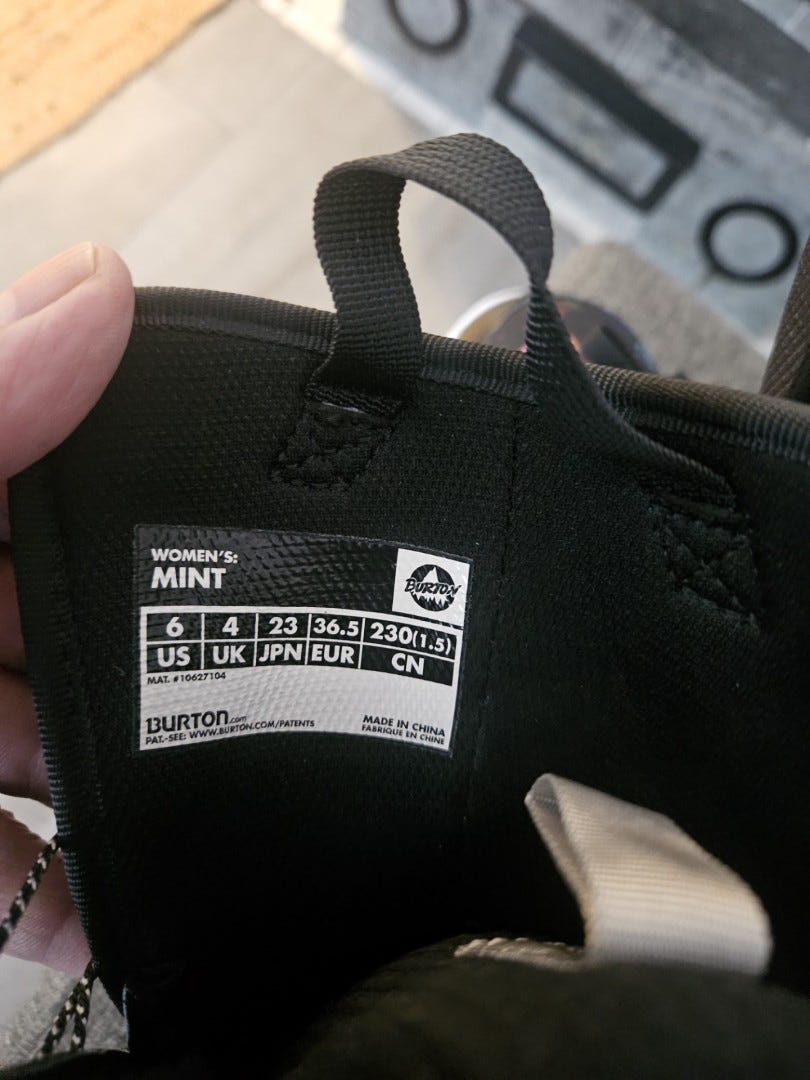 WOMEN'S:
MINT
BURTON
6 4 23 36.5 230(1.5)
US UK JPN EUR CN
MAT. #10627104
BURTON.com
PAT.-SEE: WWW.BURTON.COM/PATENTS
MADE IN CHINA
FABRIQUE EN CHINE